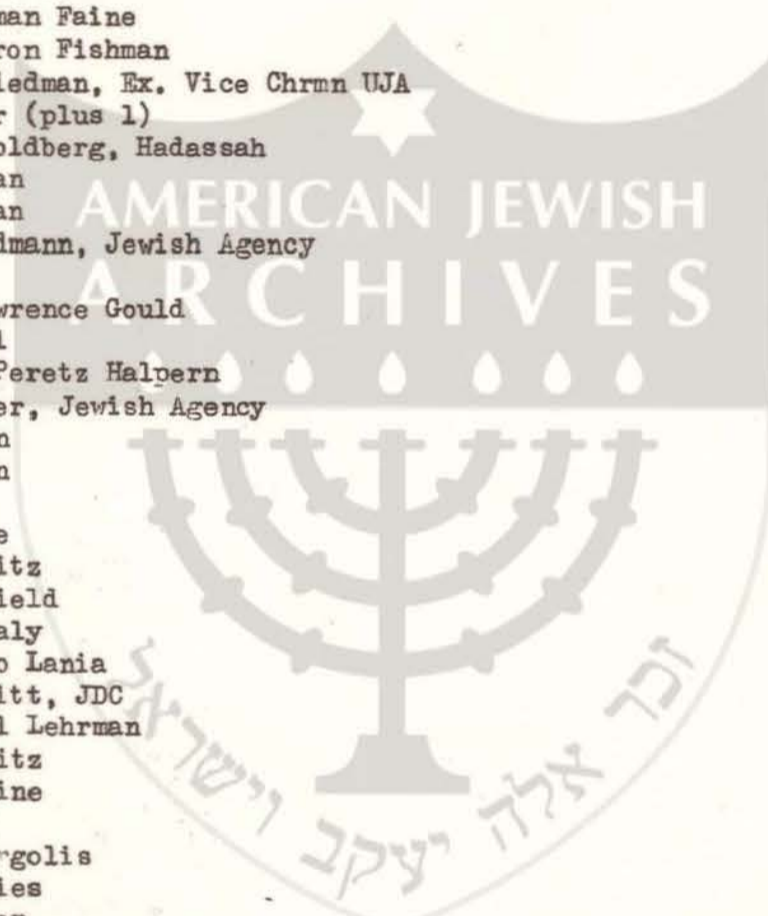 man Faine
ron Fishman
iedman, Ex. Vice Chrmn UJA
r (plus 1)
oldberg, Hadassah
an
an
AMERICAN JEWISH
dmann, Jewish Agency
ARCHIVES
wrence Gould
l
Peretz Halpern
er, Jewish Agency
n
n
e
itz
ield
aly
o Lania
itt, JDC
l Lehrman
itz
ine
rgolis
ies
זכר אלה יעקב וישראל